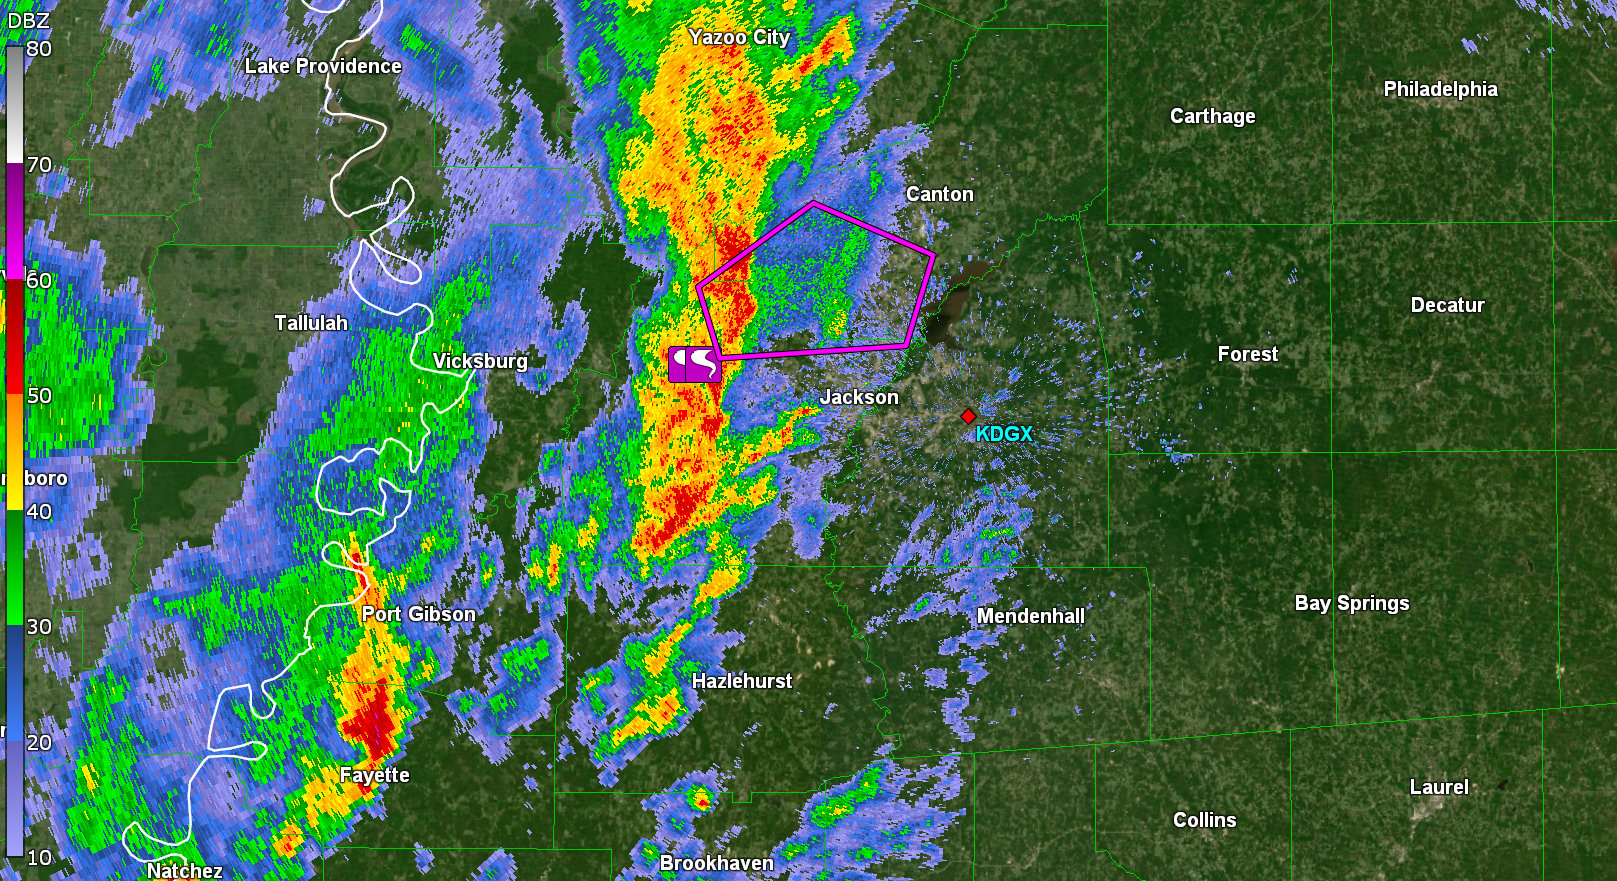 DBZ
80
70
60
50
40
30
20
10
Yazoo City
Lake Providence
Philadelphia
Carthage
Canton
Decatur
Tallulah
Forest
Vicksburg
Jackson
KDGX
boro
Bay Springs
Port Gibson
Mendenhall
Hazlehurst
Fayette
Laurel
Collins
Brookhaven
Natchez